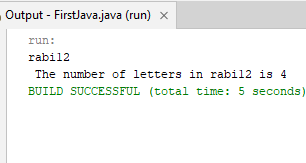 Output - FirstJava.java (run) ×
run:
rabi12
The number of letters in rabi12 is 4
BUILD SUCCESSFUL (total time: 5 seconds)